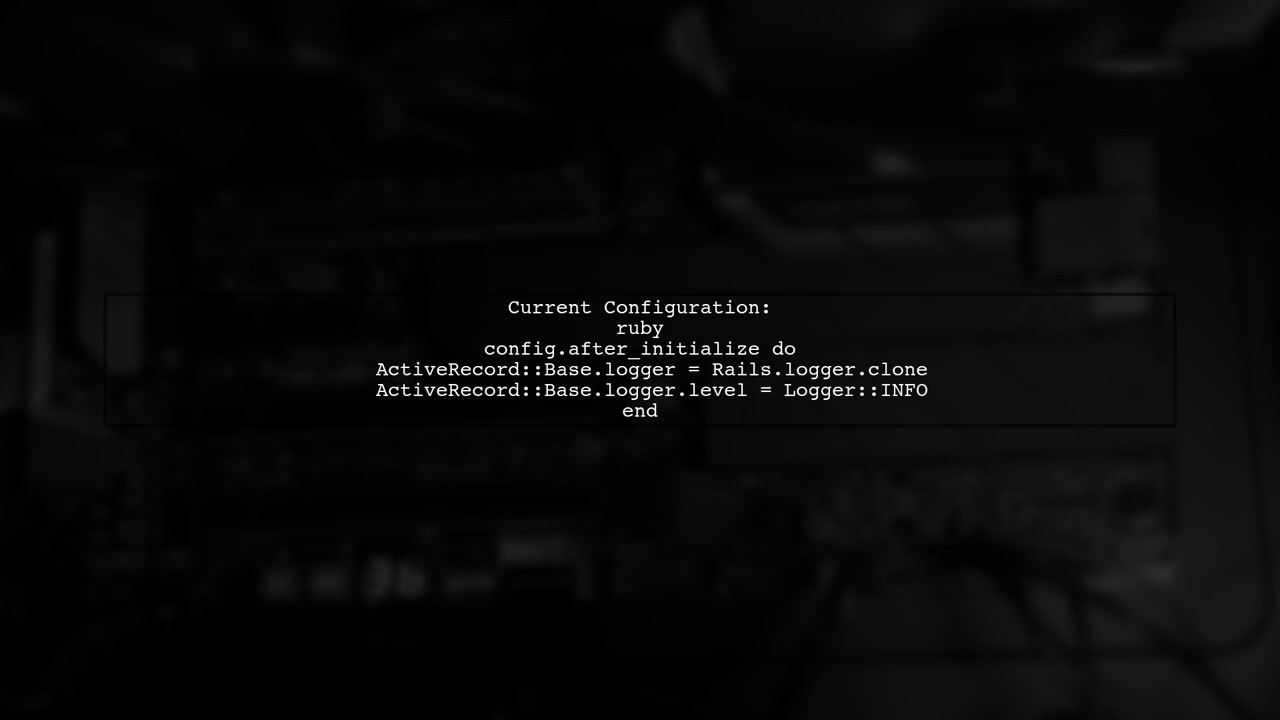 Current Configuration:
ruby
config.after_initialize do
ActiveRecord::Base.logger = Rails.logger.clone
ActiveRecord::Base.logger.level = Logger::INFO
end